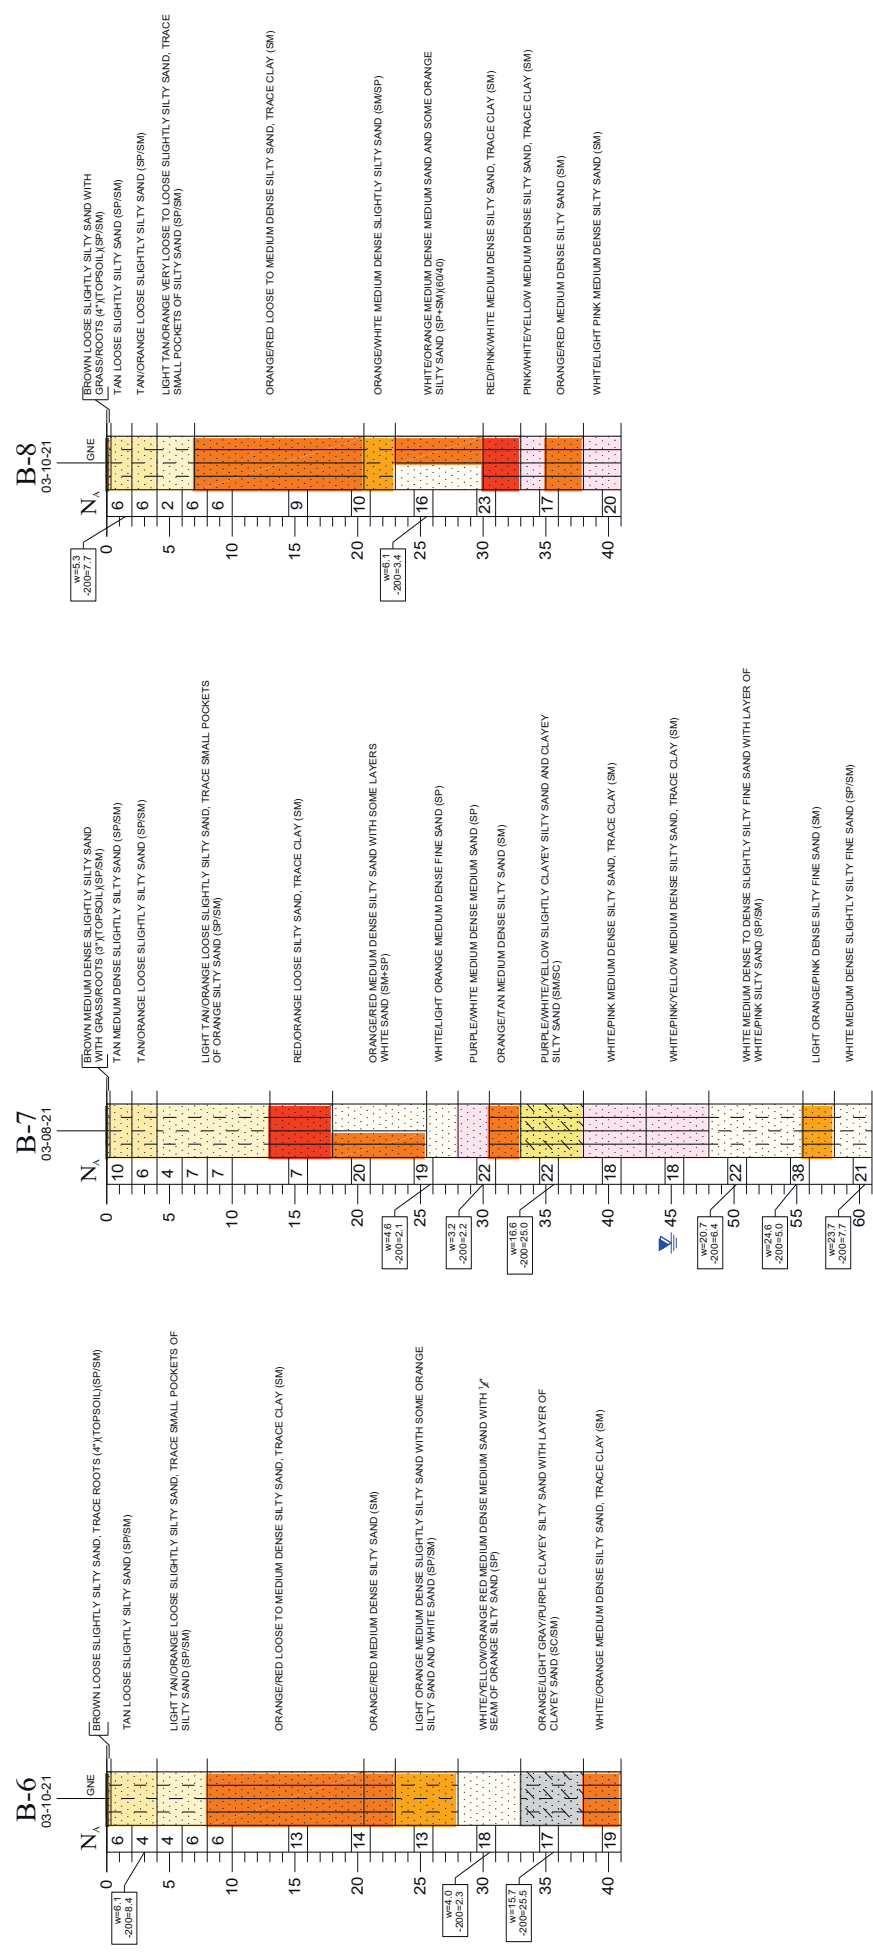 B-6
03-10-21
N_A
GNE
0
5
10
15
20
25
30
35
40
6
4
4
6
6
13
14
13
18
17
19
w=6.1
-200=8.4
w=4.0
-200=2.3
w=15.7
-200=25.5
BROWN LOOSE SLIGHTLY SILTY SAND, TRACE ROOTS (4")(TOPSOIL)(SP/SM)
TAN LOOSE SLIGHTLY SILTY SAND (SP/SM)
LIGHT TAN/ORANGE LOOSE SLIGHTLY SILTY SAND, TRACE SMALL POCKETS OF
SILTY SAND (SP/SM)
ORANGE/RED LOOSE TO MEDIUM DENSE SILTY SAND, TRACE CLAY (SM)
ORANGE/RED MEDIUM DENSE SILTY SAND (SM)
LIGHT ORANGE MEDIUM DENSE SLIGHTLY SILTY SAND WITH SOME ORANGE
SILTY SAND AND WHITE SAND (SP/SM)
WHITE/YELLOW/ORANGE RED MEDIUM DENSE MEDIUM SAND WITH
SEAM OF ORANGE SILTY SAND (SP)
ORANGE/LIGHT GRAY/PURPLE CLAYEY SILTY SAND WITH LAYER OF
CLAYEY SAND (SC/SM)
WHITE/ORANGE MEDIUM DENSE SILTY SAND, TRACE CLAY (SM)
B-7
03-08-21
N_A
0
5
10
15
20
25
30
35
40
45
50
55
60
10
6
4
7
7
7
20
19
22
22
18
18
22
38
21
w=4.6
-200=2.1
w=3.2
-200=2.2
w=16.6
-200=25.0
w=20.7
-200=6.4
w=24.6
-200=5.0
w=23.7
-200=7.7
BROWN MEDIUM DENSE SLIGHTLY SILTY SAND
WITH GRASS/ROOTS (3")(TOPSOIL)(SP/SM)
TAN MEDIUM DENSE SLIGHTLY SILTY SAND (SP/SM)
TAN/ORANGE LOOSE SLIGHTLY SILTY SAND (SP/SM)
LIGHT TAN/ORANGE LOOSE SLIGHTLY SILTY SAND, TRACE SMALL POCKETS
OF ORANGE SILTY SAND (SP/SM)
RED/ORANGE LOOSE SILTY SAND, TRACE CLAY (SM)
ORANGE/RED MEDIUM DENSE SILTY SAND WITH SOME LAYERS
WHITE SAND (SM+SP)
WHITE/LIGHT ORANGE MEDIUM DENSE FINE SAND (SP)
PURPLE/WHITE MEDIUM DENSE MEDIUM SAND (SP)
ORANGE/TAN MEDIUM DENSE SILTY SAND (SM)
PURPLE/WHITE/YELLOW SLIGHTLY CLAYEY SILTY SAND AND CLAYEY
SILTY SAND (SM/SC)
WHITE/PINK MEDIUM DENSE SILTY SAND, TRACE CLAY (SM)
WHITE/PINK/YELLOW MEDIUM DENSE SILTY SAND, TRACE CLAY (SM)
WHITE MEDIUM DENSE TO DENSE SLIGHTLY SILTY FINE SAND WITH LAYER OF
WHITE/PINK SILTY SAND (SP/SM)
LIGHT ORANGE/PINK DENSE SILTY FINE SAND (SM)
WHITE MEDIUM DENSE SLIGHTLY SILTY FINE SAND (SP/SM)
B-8
03-10-21
N_A
GNE
0
5
10
15
20
25
30
35
40
6
6
2
6
6
9
10
16
23
17
20
w=5.3
-200=7.7
w=6.1
-200=3.4
BROWN LOOSE SLIGHTLY SILTY SAND WITH
GRASS/ROOTS (4")(TOPSOIL)(SP/SM)
TAN LOOSE SLIGHTLY SILTY SAND (SP/SM)
TAN/ORANGE LOOSE SLIGHTLY SILTY SAND (SP/SM)
LIGHT TAN/ORANGE VERY LOOSE TO LOOSE SLIGHTLY SILTY SAND, TRACE
SMALL POCKETS OF SILTY SAND (SP/SM)
ORANGE/RED LOOSE TO MEDIUM DENSE SILTY SAND, TRACE CLAY (SM)
ORANGE/WHITE MEDIUM DENSE SLIGHTLY SILTY SAND (SM/SP)
WHITE/ORANGE MEDIUM DENSE MEDIUM SAND AND SOME ORANGE
SILTY SAND (SP+SM)(60/40)
RED/PINK/WHITE MEDIUM DENSE SILTY SAND, TRACE CLAY (SM)
PINK/WHITE/YELLOW MEDIUM DENSE SILTY SAND, TRACE CLAY (SM)
ORANGE/RED MEDIUM DENSE SILTY SAND (SM)
WHITE/LIGHT PINK MEDIUM DENSE SILTY SAND (SM)